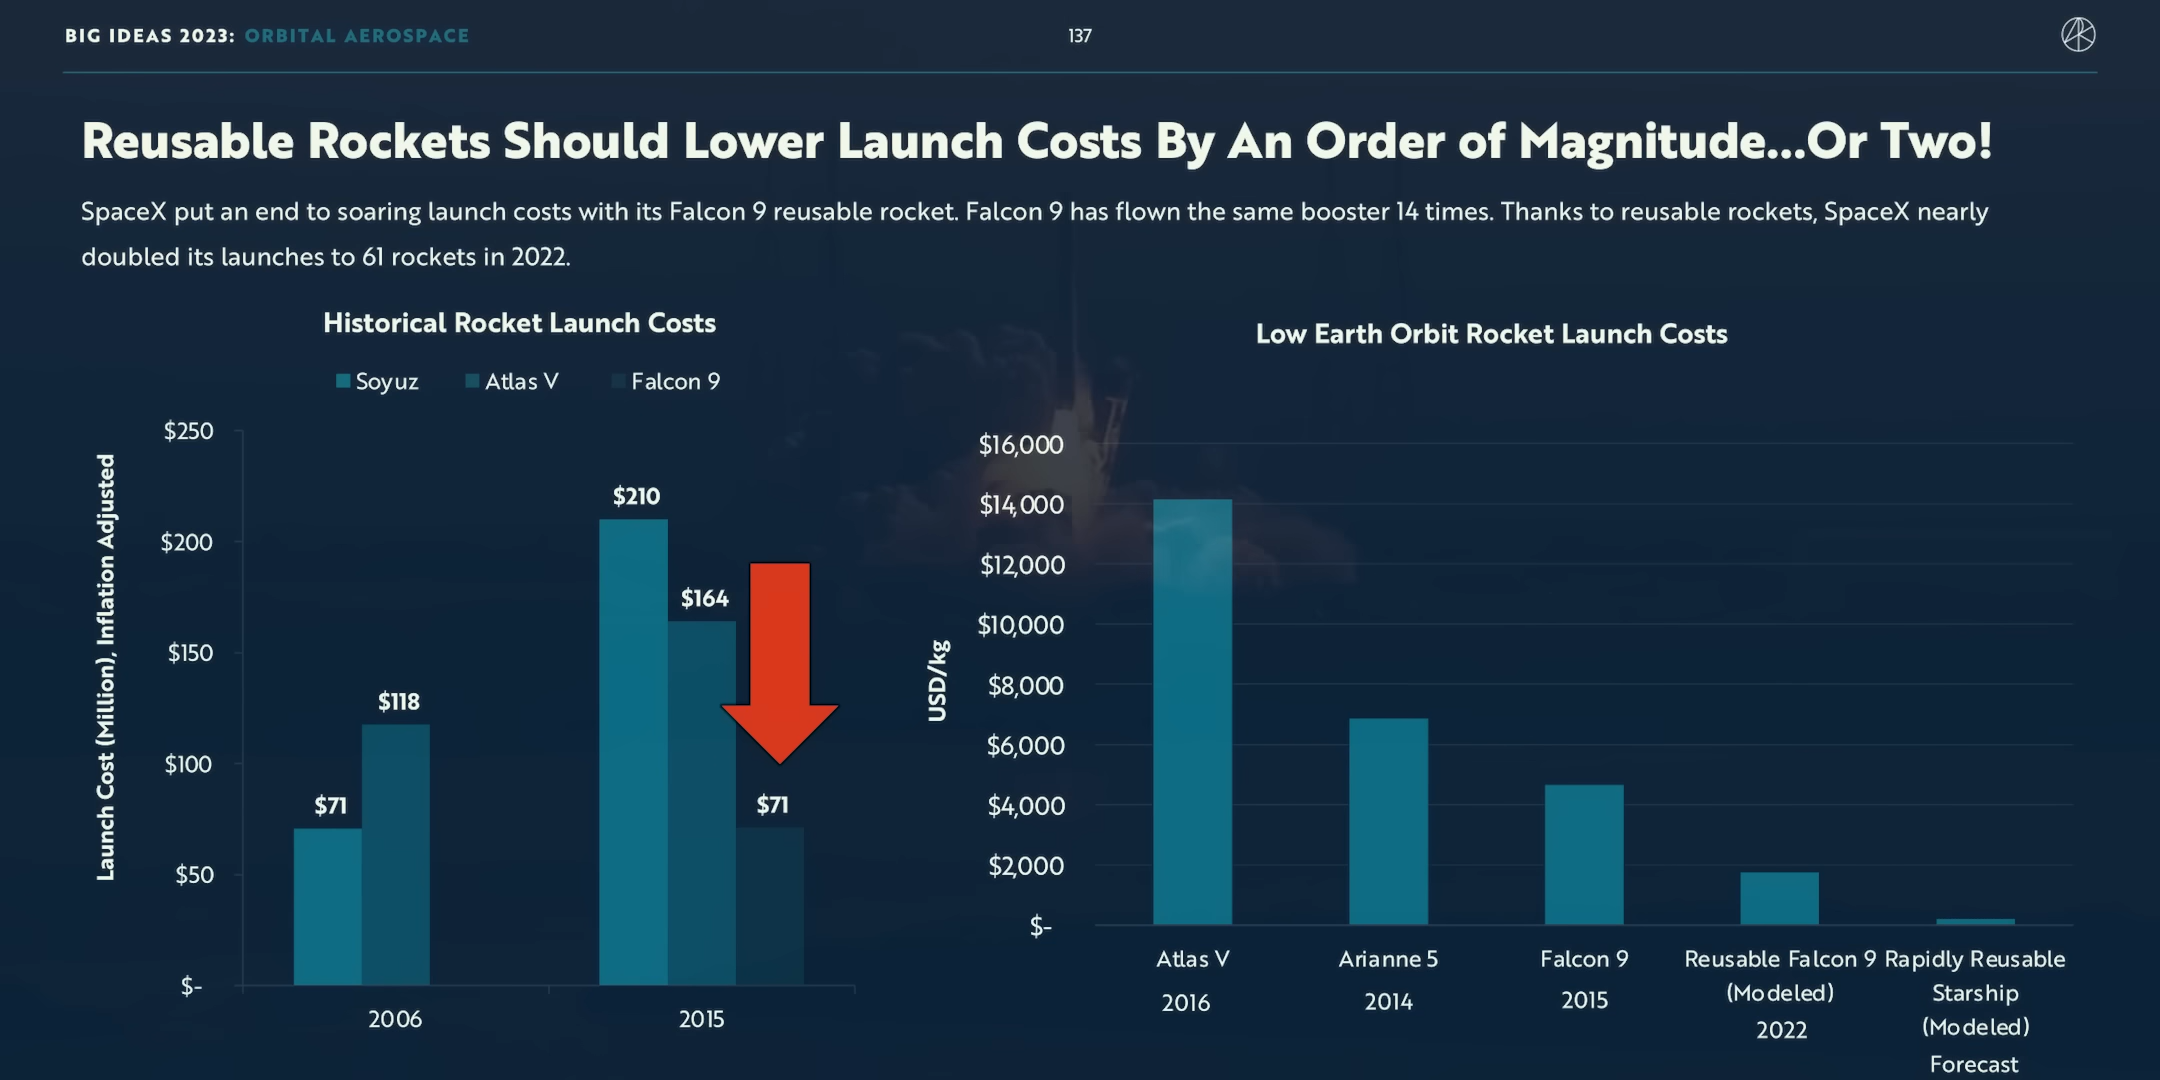 BIG IDEAS 2023: ORBITAL AEROSPACE
137
Reusable Rockets Should Lower Launch Costs By An Order of Magnitude...Or Two!
SpaceX put an end to soaring launch costs with its Falcon 9 reusable rocket. Falcon 9 has flown the same booster 14 times. Thanks to reusable rockets, SpaceX nearly
doubled its launches to 61 rockets in 2022.
Historical Rocket Launch Costs
Soyuz
Atlas V
Falcon 9
Launch Cost (Million), Inflation Adjusted
$250
$200
$150
$100
$50
$-
$71
$118
$210
$164
$71
2006
2015
Low Earth Orbit Rocket Launch Costs
USD/kg
$16,000
$14,000
$12,000
$10,000
$8,000
$6,000
$4,000
$2,000
$-
Atlas V
2016
Arianne 5
2014
Falcon 9
2015
Reusable Falcon 9
(Modeled)
2022
Rapidly Reusable
Starship
(Modeled)
Forecast